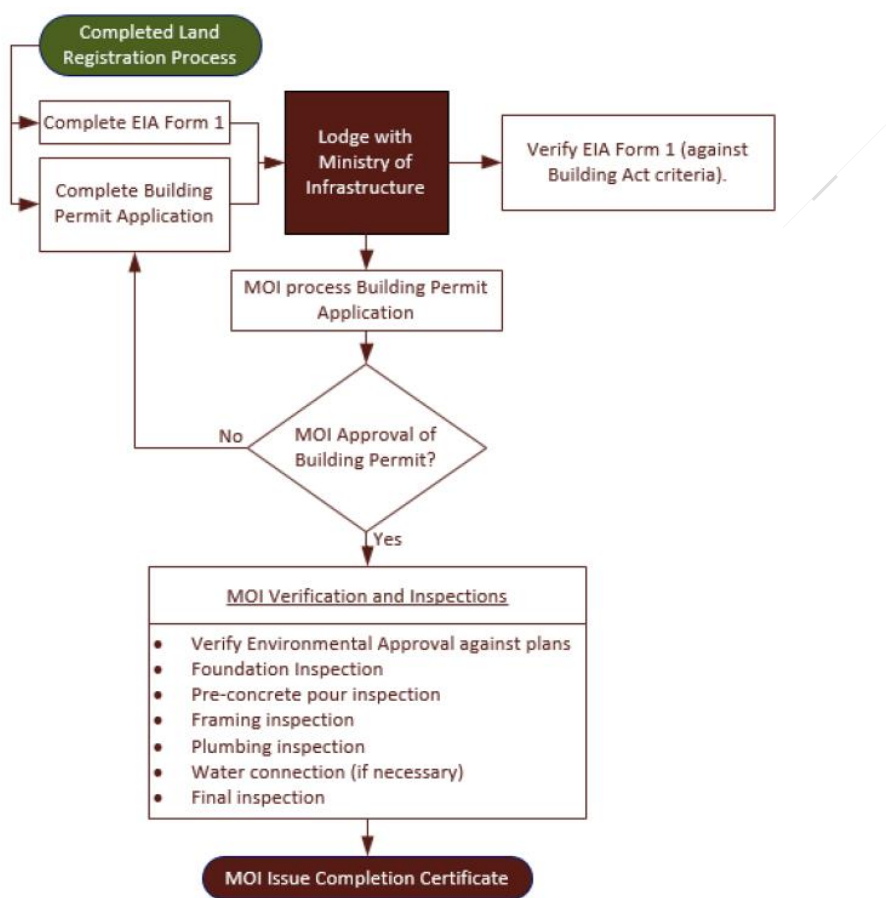 Completed Land
Registration Process
Complete EIA Form 1
Complete Building
Permit Application
Lodge with
Ministry of
Infrastructure
Verify EIA Form 1 (against
Building Act criteria).
MOI process Building Permit
Application
No
MOI Approval of
Building Permit?
Yes
MOI Verification and Inspections
• Verify Environmental Approval against plans
• Foundation Inspection
• Pre-concrete pour inspection
• Framing inspection
• Plumbing inspection
• Water connection (if necessary)
• Final inspection
MOI Issue Completion Certificate